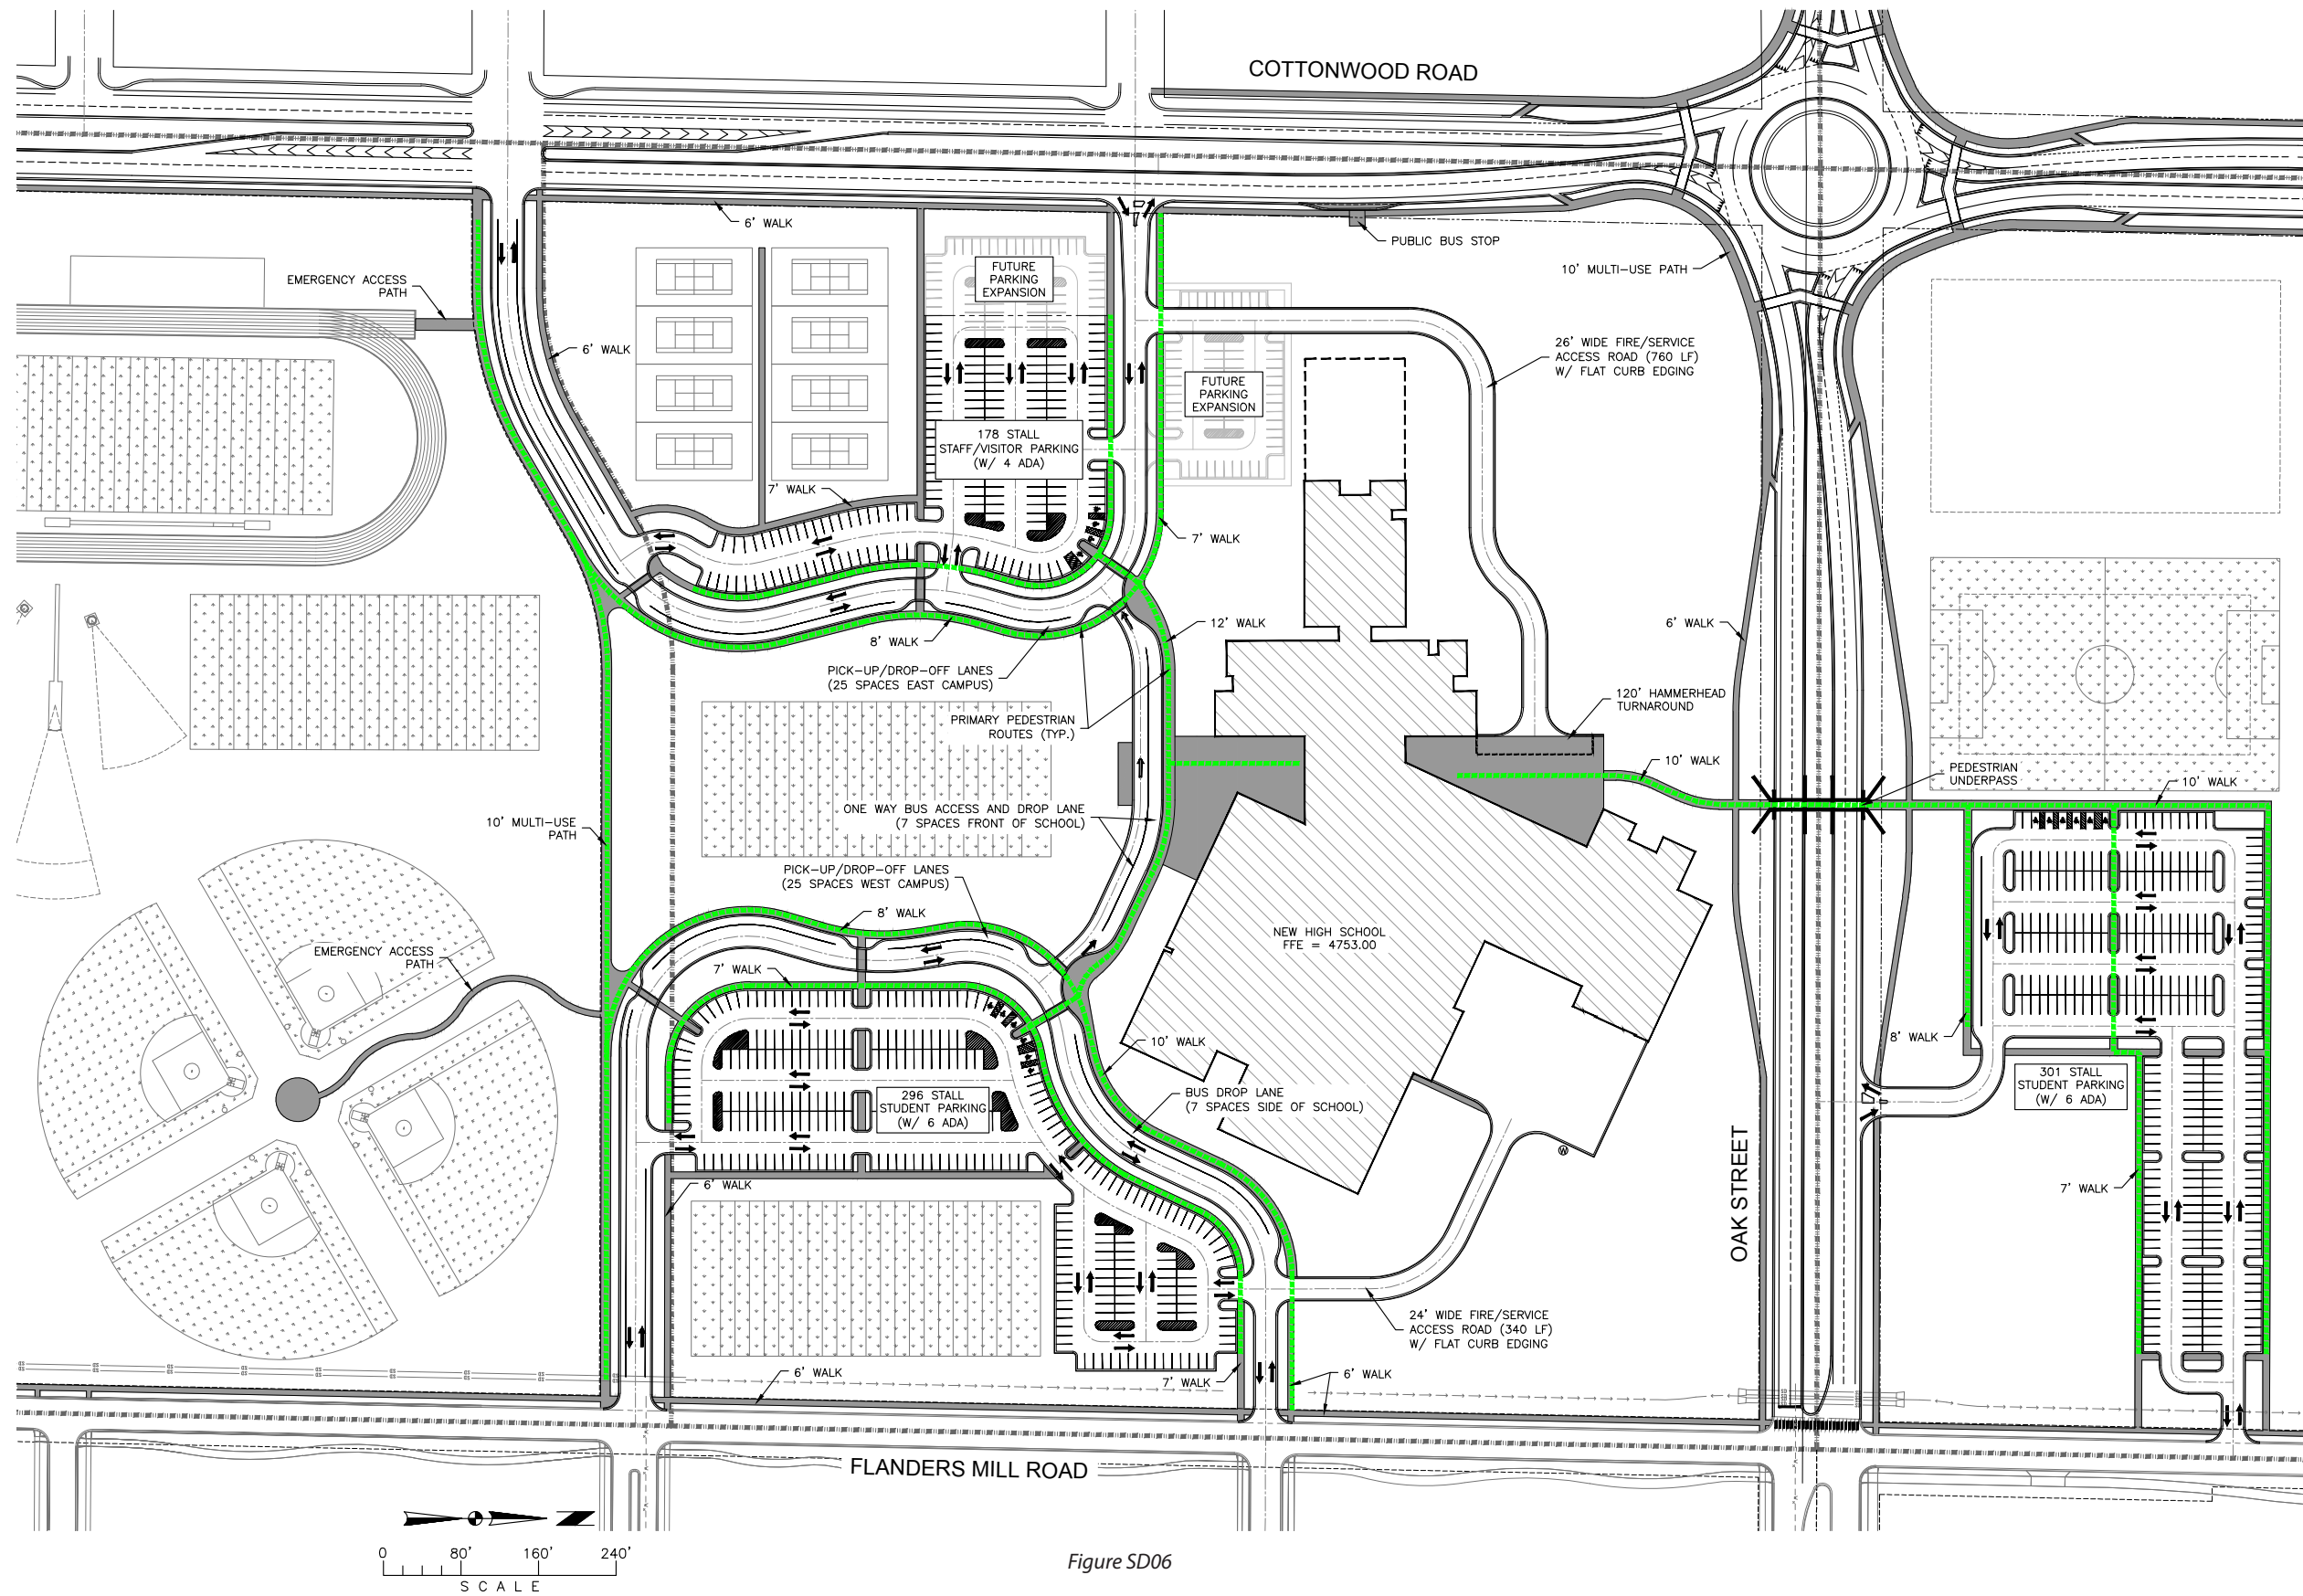 COTTONWOOD ROAD
6' WALK
PUBLIC BUS STOP
10' MULTI-USE PATH
EMERGENCY ACCESS
PATH
FUTURE
PARKING
EXPANSION
6' WALK
26' WIDE FIRE/SERVICE
ACCESS ROAD (760 LF)
W/ FLAT CURB EDGING
FUTURE
PARKING
EXPANSION
178 STALL
STAFF/VISITOR PARKING
(W/ 4 ADA)
7' WALK
7' WALK
12' WALK
6' WALK
8' WALK
PICK-UP/DROP-OFF LANES
(25 SPACES EAST CAMPUS)
120' HAMMERHEAD
TURNAROUND
PRIMARY PEDESTRIAN
ROUTES (TYP.)
10' WALK
PEDESTRIAN
UNDERPASS
10' WALK
ONE WAY BUS ACCESS AND DROP LANE
(7 SPACES FRONT OF SCHOOL)
10' MULTI-USE
PATH
PICK-UP/DROP-OFF LANES
(25 SPACES WEST CAMPUS)
8' WALK
NEW HIGH SCHOOL
FFE = 4753.00
EMERGENCY ACCESS
PATH
7' WALK
8' WALK
10' WALK
301 STALL
STUDENT PARKING
(W/ 6 ADA)
BUS DROP LANE
(7 SPACES SIDE OF SCHOOL)
296 STALL
STUDENT PARKING
(W/ 6 ADA)
OAK STREET
6' WALK
7' WALK
24' WIDE FIRE/SERVICE
ACCESS ROAD (340 LF)
W/ FLAT CURB EDGING
6' WALK
7' WALK
6' WALK
FLANDERS MILL ROAD
0 80' 160' 240'
SCALE
Figure SD06